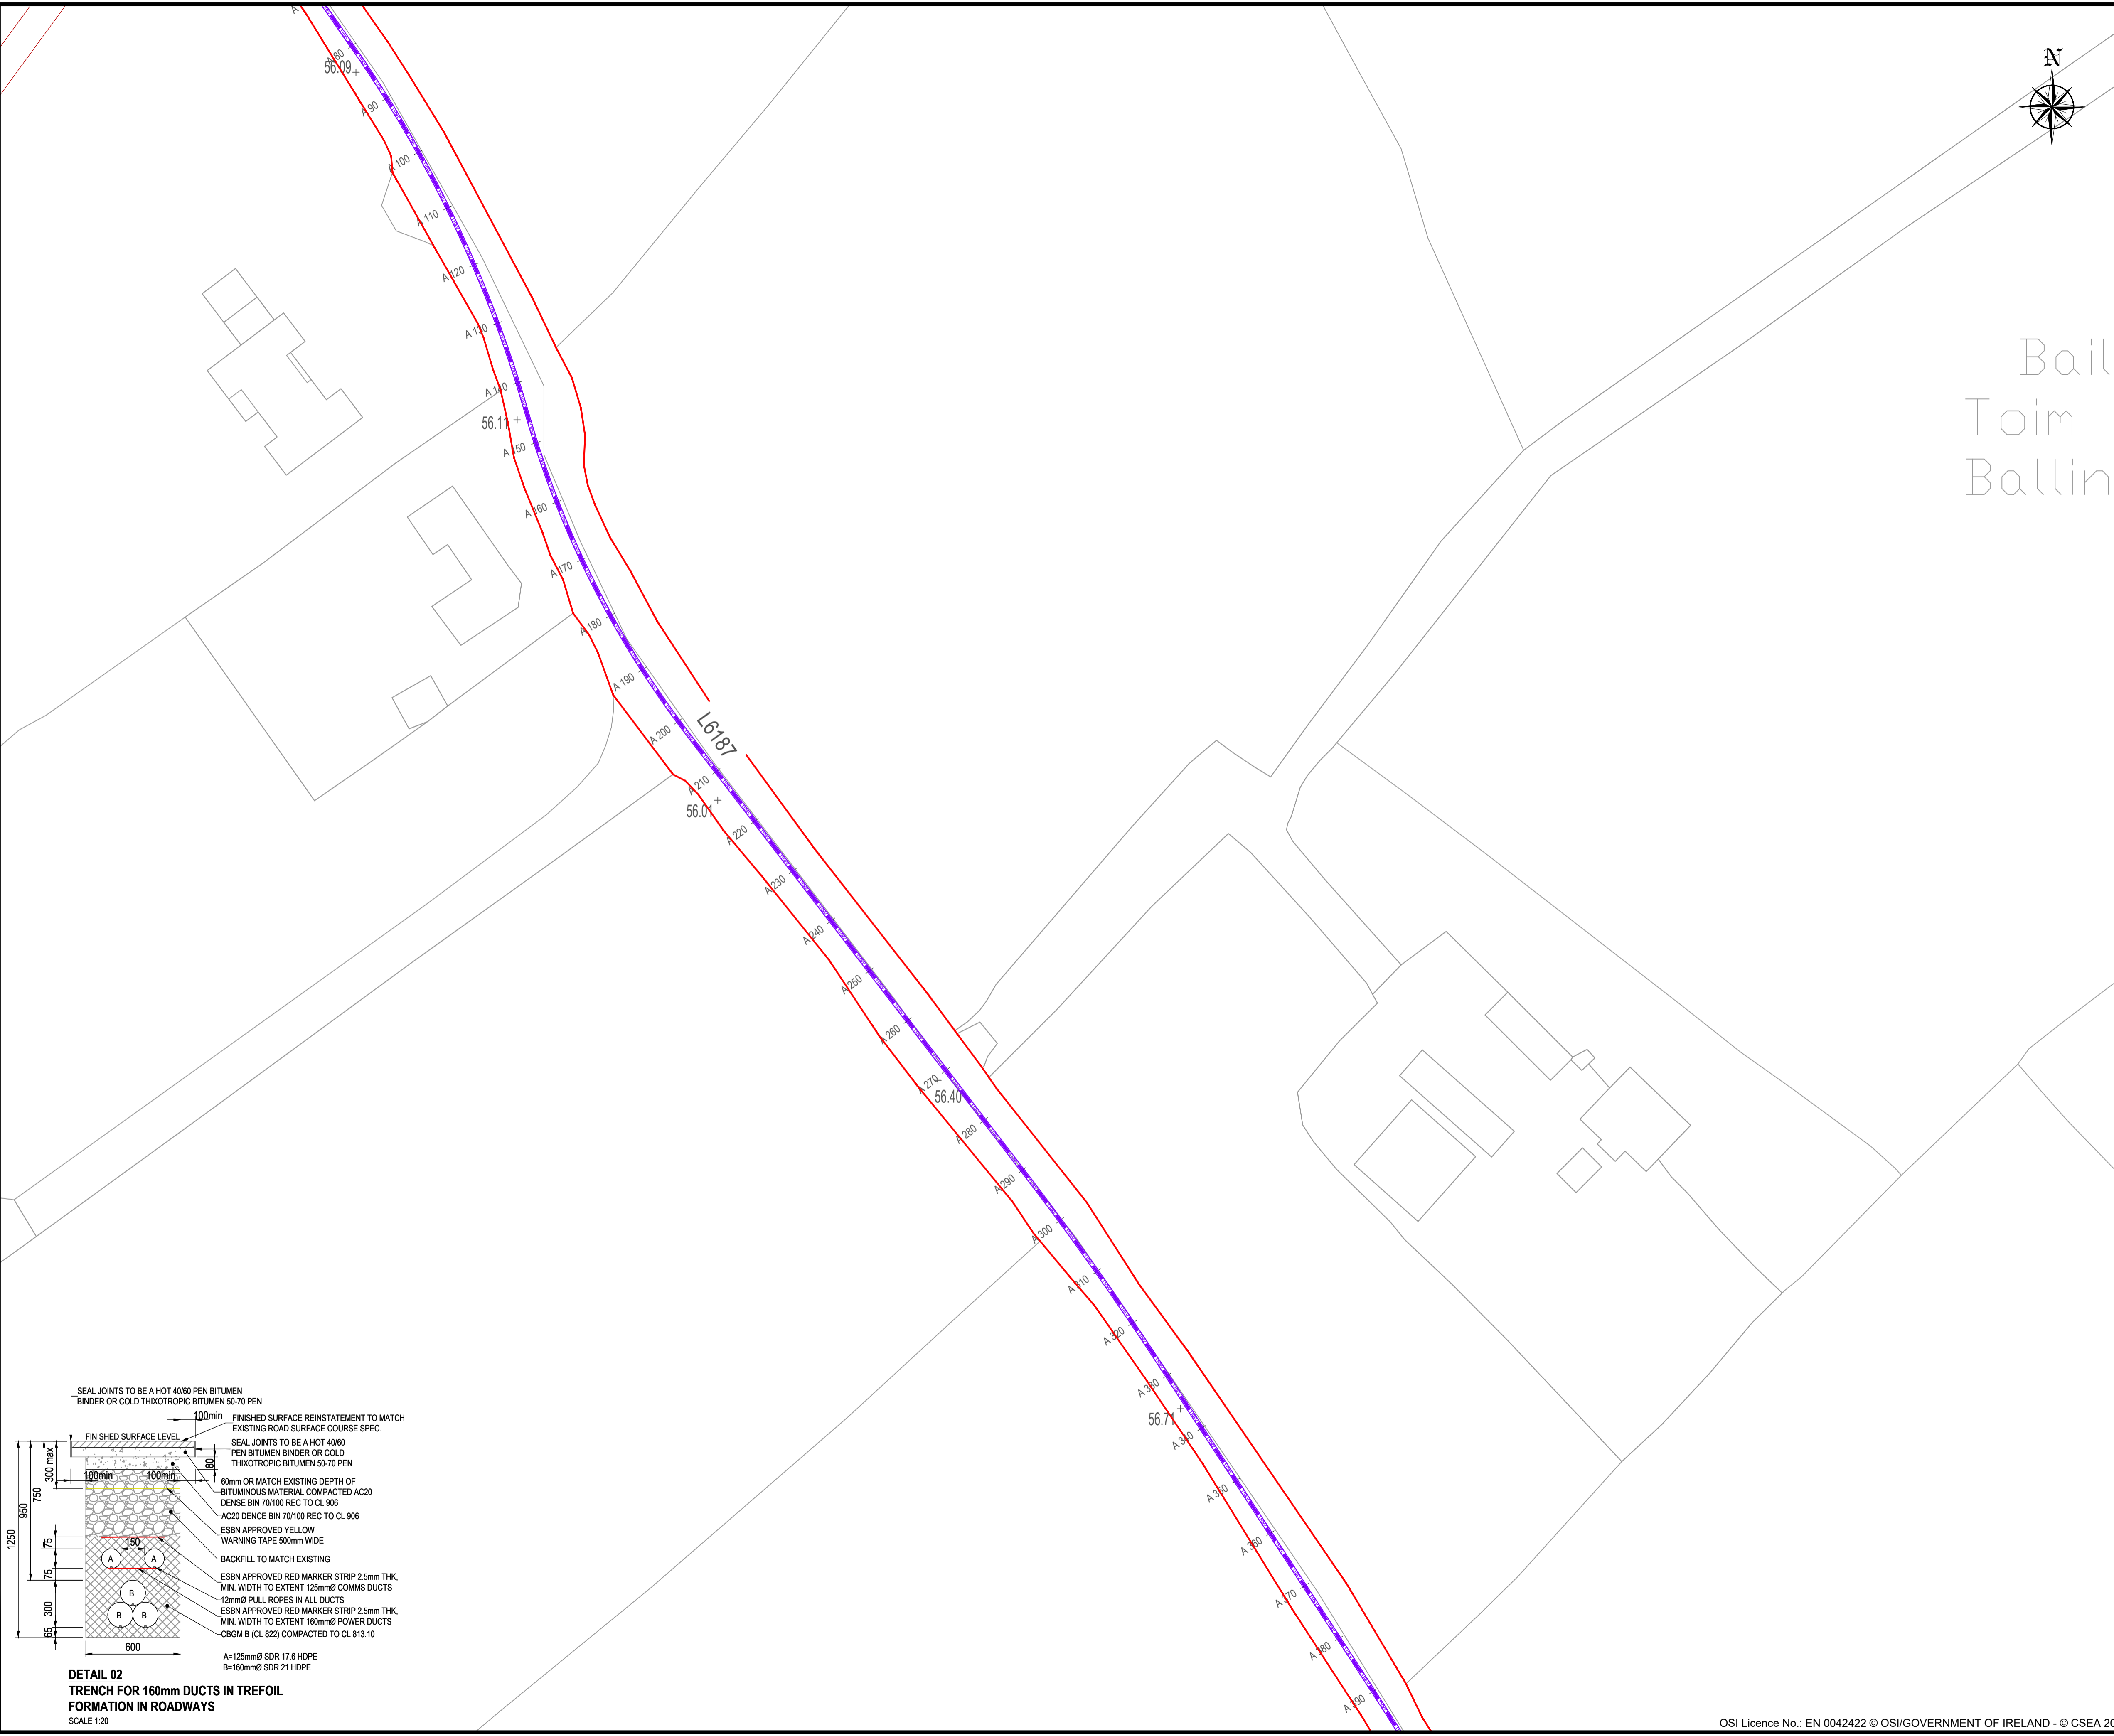 N
A 80
56.09
A 90
A 100
A 110
A 120
A 130
A 140
56.11
A 150
A 160
A 170
A 180
A 190
A 200
L6187
A 210
56.01
A 220
A 230
A 240
A 250
A 260
A 270
56.40
A 280
A 290
A 300
A 310
A 320
A 330
56.71
A 340
A 350
A 360
A 370
A 380
A 390
Bail
Toim
Ballin
SEAL JOINTS TO BE A HOT 40/60 PEN BITUMEN
BINDER OR COLD THIXOTROPIC BITUMEN 50-70 PEN
100min
FINISHED SURFACE REINSTATEMENT TO MATCH
EXISTING ROAD SURFACE COURSE SPEC.
FINISHED SURFACE LEVEL
SEAL JOINTS TO BE A HOT 40/60
PEN BITUMEN BINDER OR COLD
THIXOTROPIC BITUMEN 50-70 PEN
80
300 max
100min
100min
60mm OR MATCH EXISTING DEPTH OF
BITUMINOUS MATERIAL COMPACTED AC20
DENSE BIN 70/100 REC TO CL 906
AC20 DENCE BIN 70/100 REC TO CL 906
ESBN APPROVED YELLOW
WARNING TAPE 500mm WIDE
BACKFILL TO MATCH EXISTING
ESBN APPROVED RED MARKER STRIP 2.5mm THK,
MIN. WIDTH TO EXTENT 125mmØ COMMS DUCTS
12mmØ PULL ROPES IN ALL DUCTS
ESBN APPROVED RED MARKER STRIP 2.5mm THK,
MIN. WIDTH TO EXTENT 160mmØ POWER DUCTS
CBGM B (CL 822) COMPACTED TO CL 813.10
1250
950
750
75
75
300
65
150
A
A
B
B
B
600
A=125mmØ SDR 17.6 HDPE
B=160mmØ SDR 21 HDPE
DETAIL 02
TRENCH FOR 160mm DUCTS IN TREFOIL
FORMATION IN ROADWAYS
SCALE 1:20
OSI Licence No.: EN 0042422 © OSI/GOVERNMENT OF IRELAND - © CSEA 20